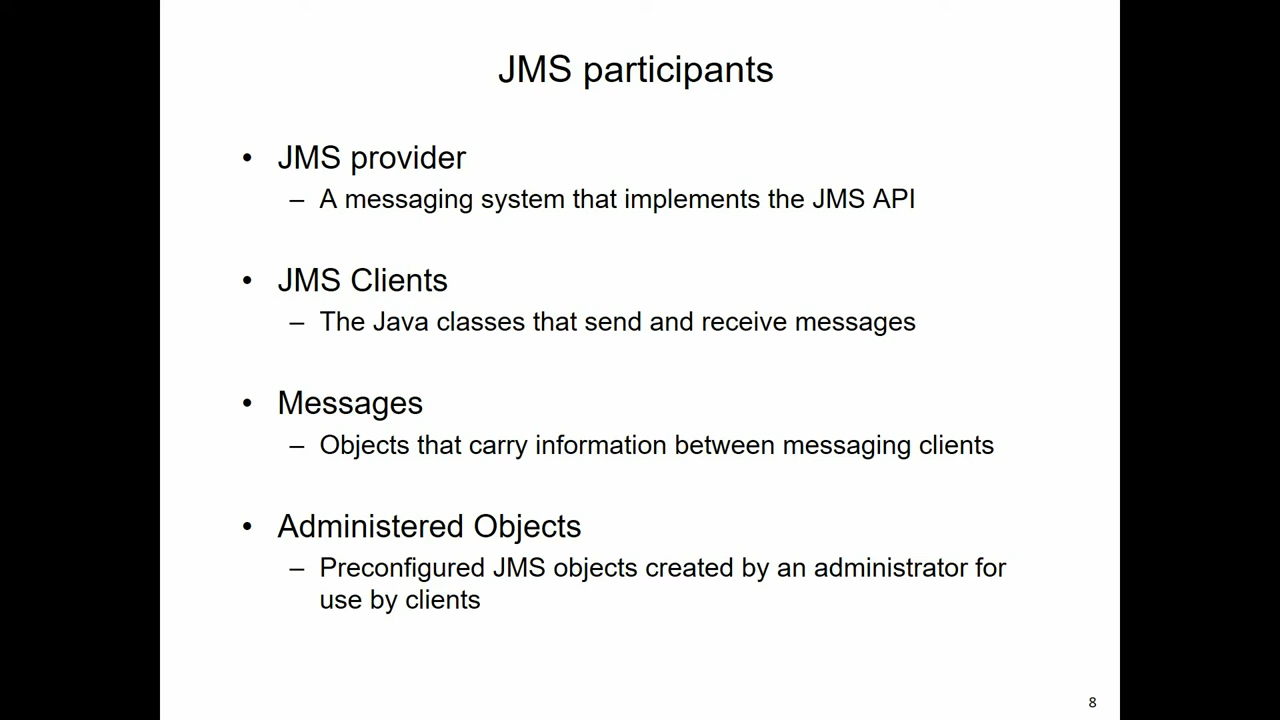 JMS participants
• JMS provider
– A messaging system that implements the JMS API
• JMS Clients
– The Java classes that send and receive messages
• Messages
– Objects that carry information between messaging clients
• Administered Objects
– Preconfigured JMS objects created by an administrator for
use by clients
8